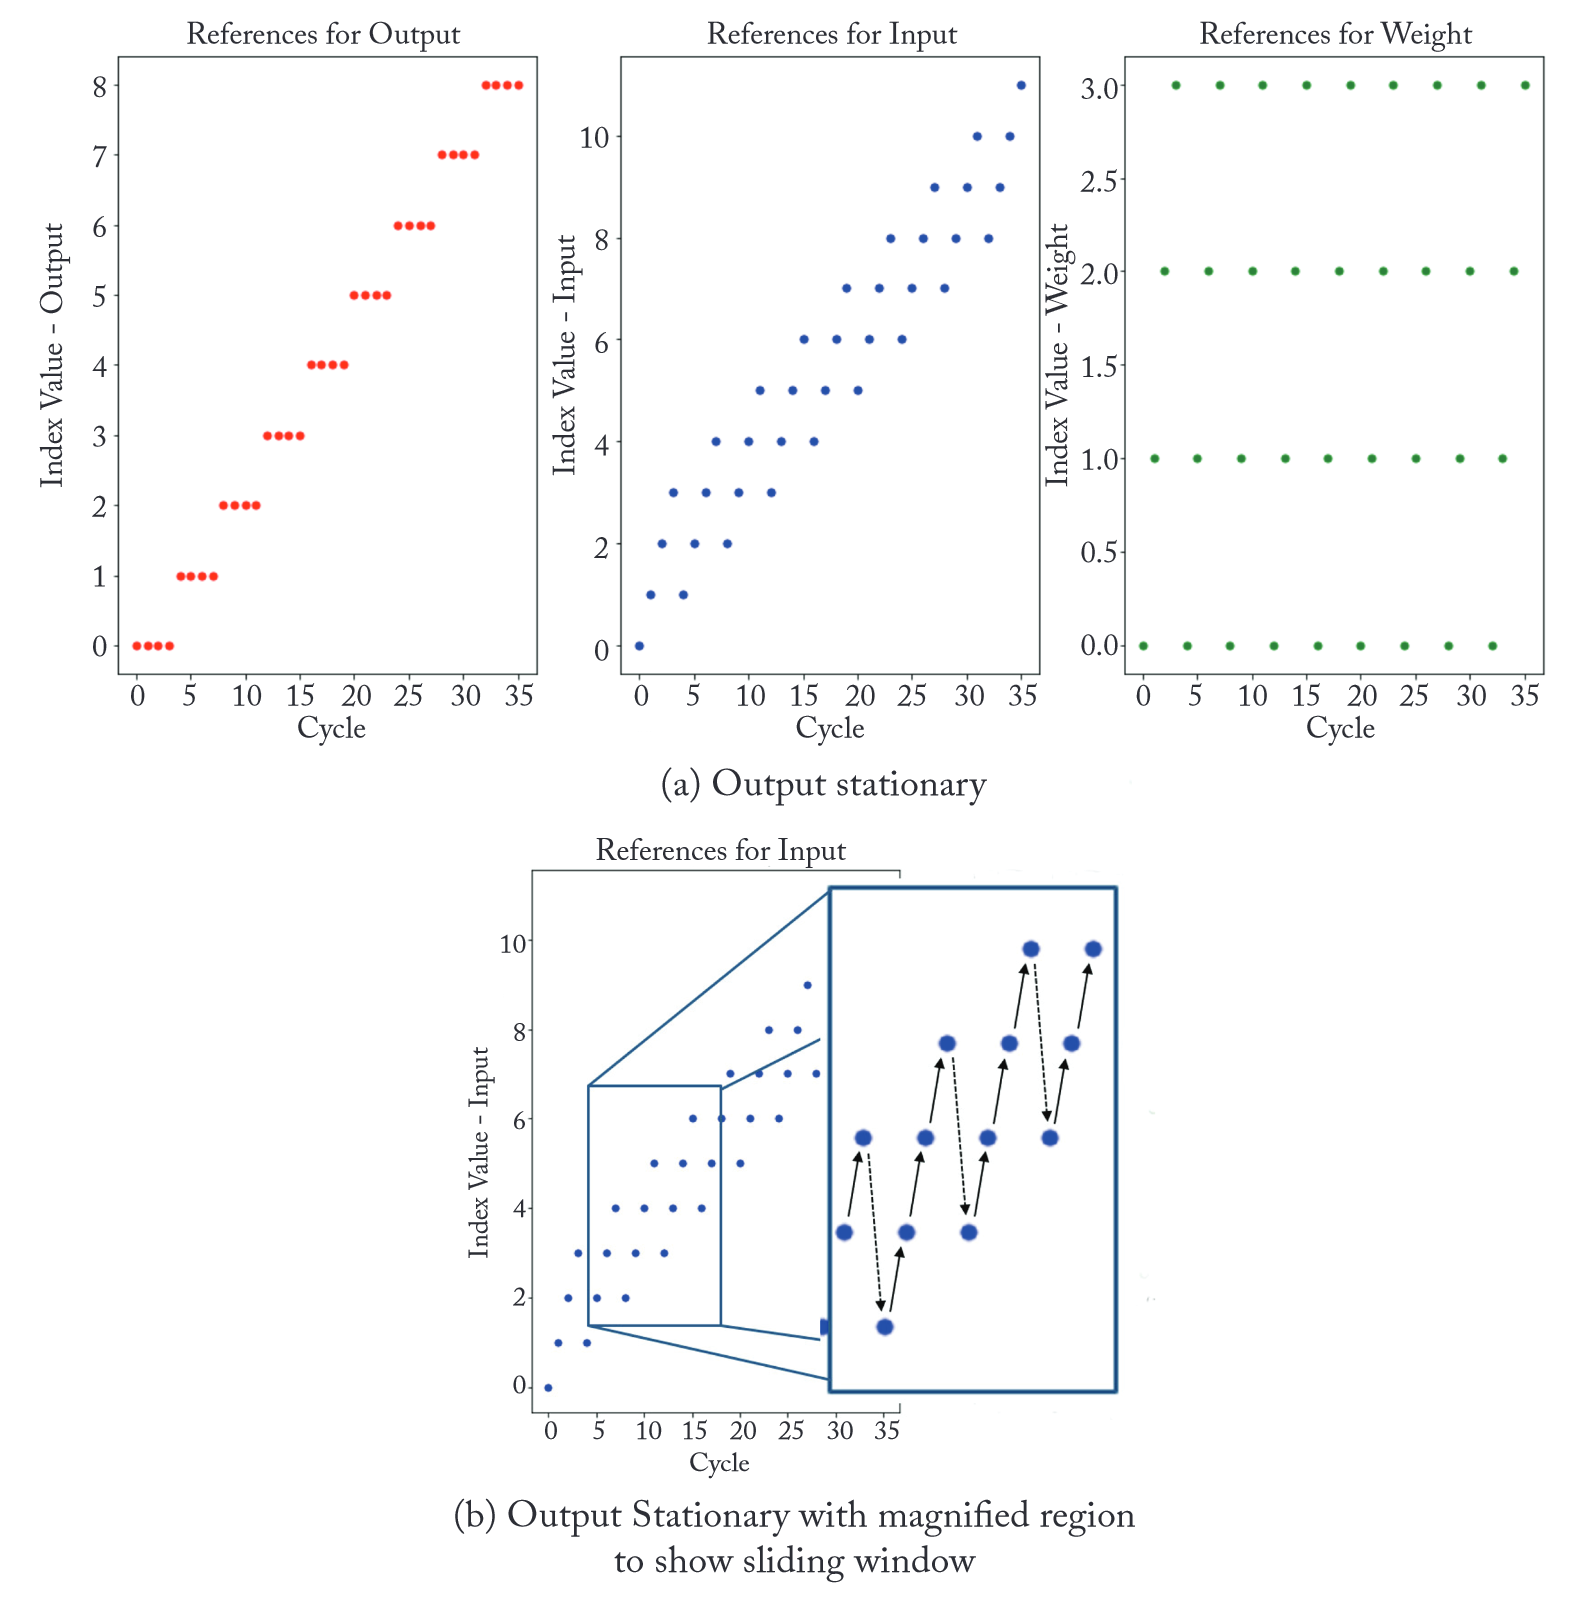 References for Output
References for Input
References for Weight
Index Value - Output
8
7
6
5
4
3
2
1
0
0 5 10 15 20 25 30 35
Cycle
Index Value - Input
10
8
6
4
2
0
0 5 10 15 20 25 30 35
Cycle
Index Value - Weight
3.0
2.5
2.0
1.5
1.0
0.5
0.0
0 5 10 15 20 25 30 35
Cycle
(a) Output stationary
References for Input
Index Value - Input
10
8
6
4
2
0
0 5 10 15 20 25 30 35
Cycle
(b) Output Stationary with magnified region
to show sliding window